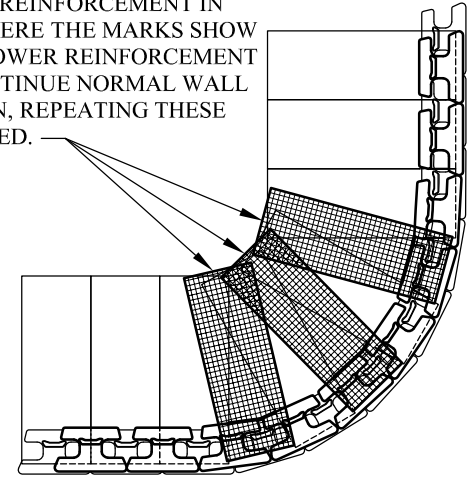 REINFORCEMENT IN
ERE THE MARKS SHOW
OWER REINFORCEMENT
TINUE NORMAL WALL
N, REPEATING THESE
ED.